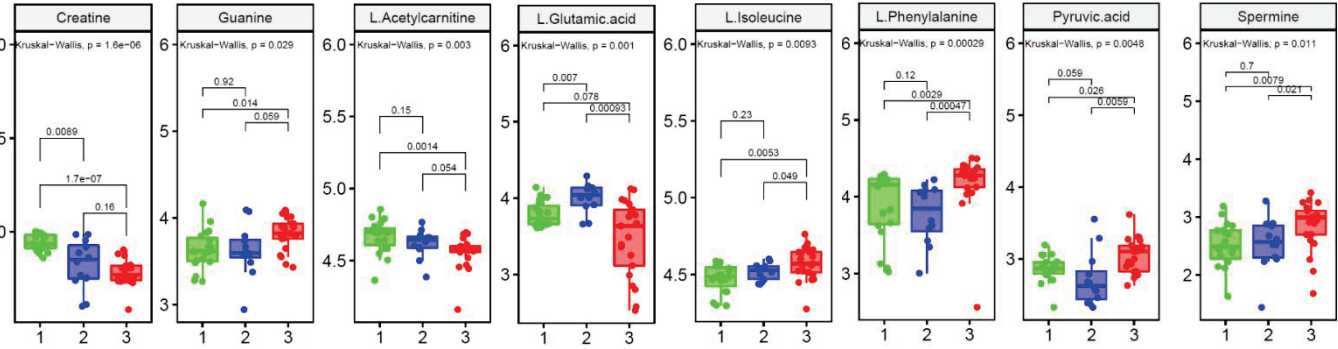 Creatine
Guanine
L.Acetylcarnitine
L.Glutamic.acid
L.Isoleucine
L.Phenylalanine
Pyruvic.acid
Spermine
Kruskal−Wallis, p = 1.6e−06
Kruskal−Wallis, p = 0.029
Kruskal−Wallis, p = 0.003
Kruskal−Wallis, p = 0.001
Kruskal−Wallis, p = 0.0093
Kruskal−Wallis, p = 0.00029
Kruskal−Wallis, p = 0.0048
Kruskal−Wallis, p = 0.011
0
5
0
0.0089
1.7e−07
0.16
6
5
4
3
0.92
0.014
0.059
6.0
5.5
5.0
4.5
0.15
0.0014
0.054
6
5
4
3
0.007
0.078
0.00093
6.0
5.5
5.0
4.5
0.23
0.0053
0.049
6
5
4
3
0.12
0.0029
0.00047
6
5
4
3
0.059
0.026
0.0059
6
5
4
3
2
0.7
0.0079
0.021
1 2 3
1 2 3
1 2 3
1 2 3
1 2 3
1 2 3
1 2 3
1 2 3